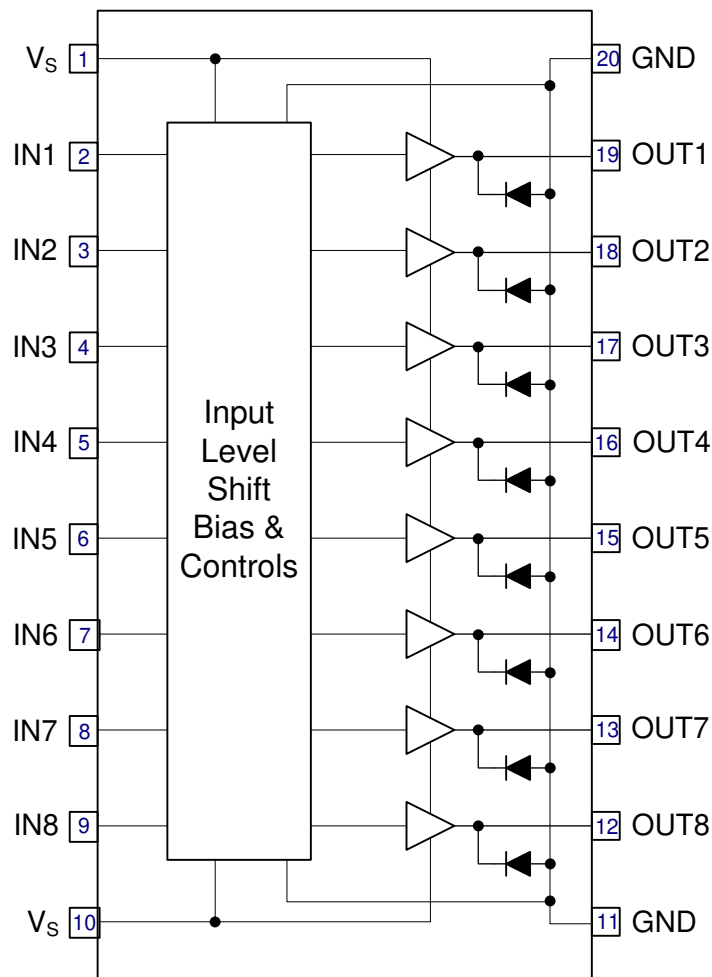 V_S 1 20 GND
IN1 2 19 OUT1
IN2 3 18 OUT2
IN3 4 17 OUT3
IN4 5 16 OUT4
IN5 6 15 OUT5
IN6 7 14 OUT6
IN7 8 13 OUT7
IN8 9 12 OUT8
V_S 10 11 GND
Input
Level
Shift
Bias &
Controls